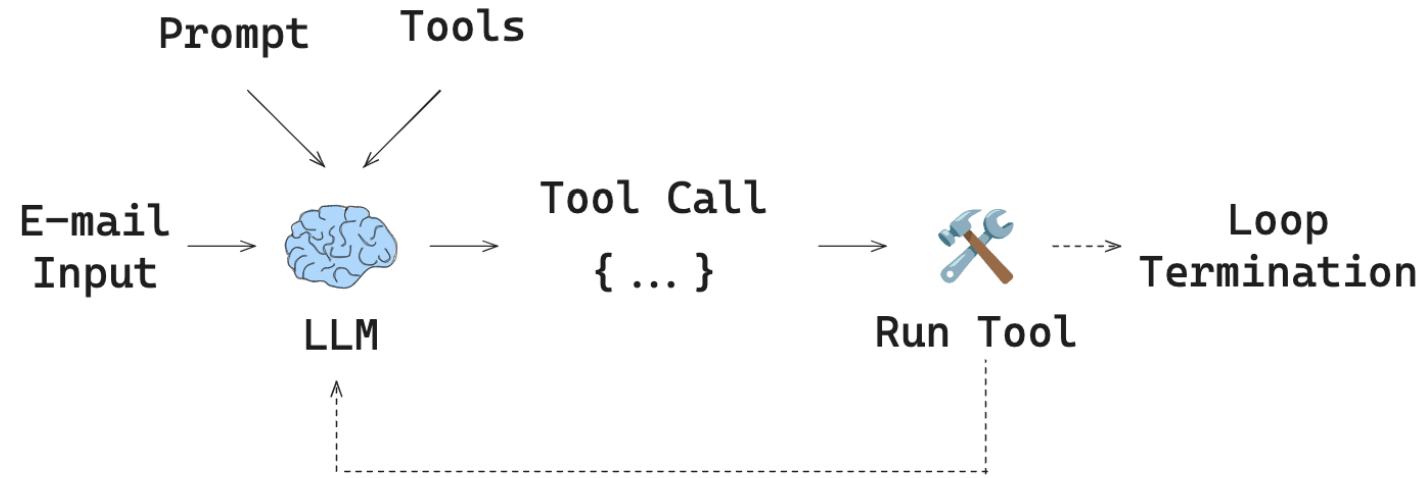 Prompt
Tools
E-mail
Input
LLM
Tool Call
{ ... }
Run Tool
Loop
Termination